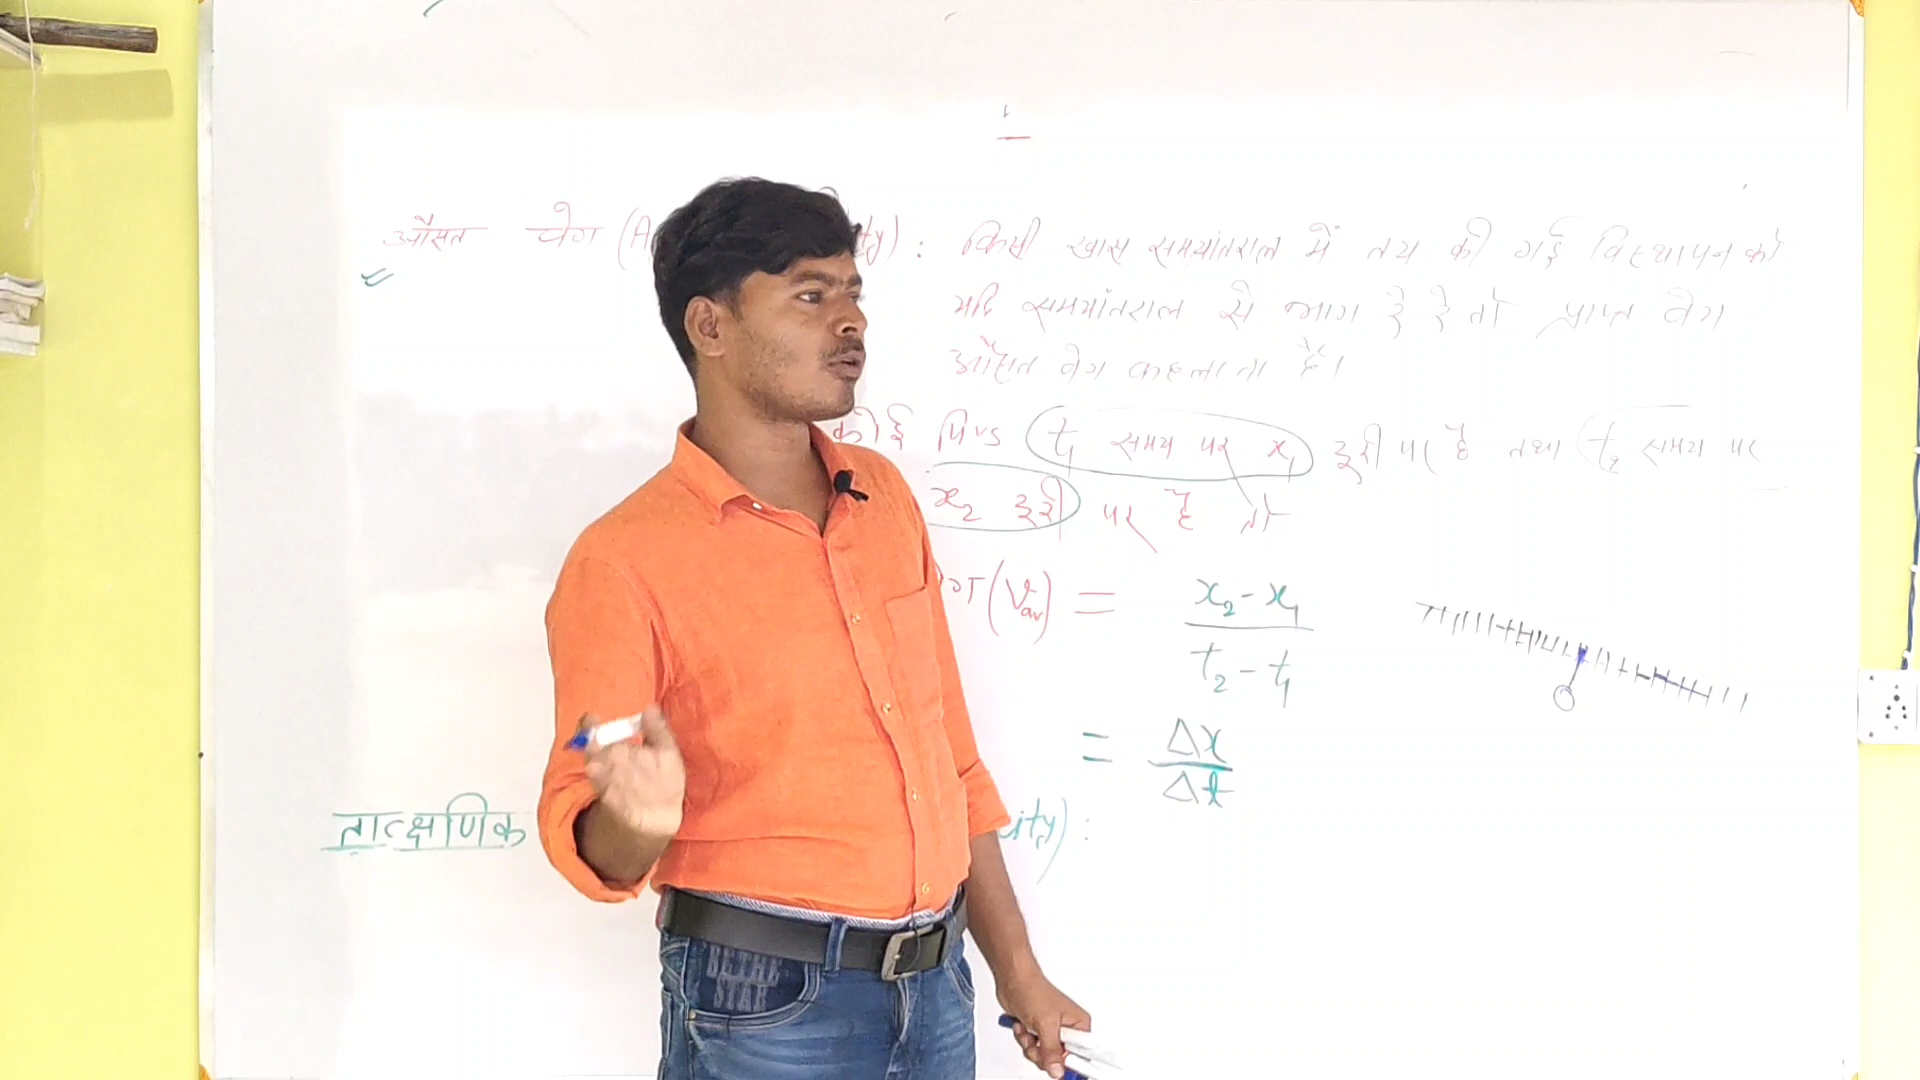 औसत वेग (A ty) : किसी खास समयांतराल में तय की गई विस्थापन को
यदि समयांतराल से भाग दे दे तो प्राप्त वेग
औसत वेग कहलाता है।
कोई पिण्ड t₁ समय पर x₁ दूरी पर है तथा t₂ समय पर
x₂ दूरी पर है तो
(Vav) = x₂ - x₁ / t₂ - t₁
= Δx / Δt
तात्क्षणिक city) :